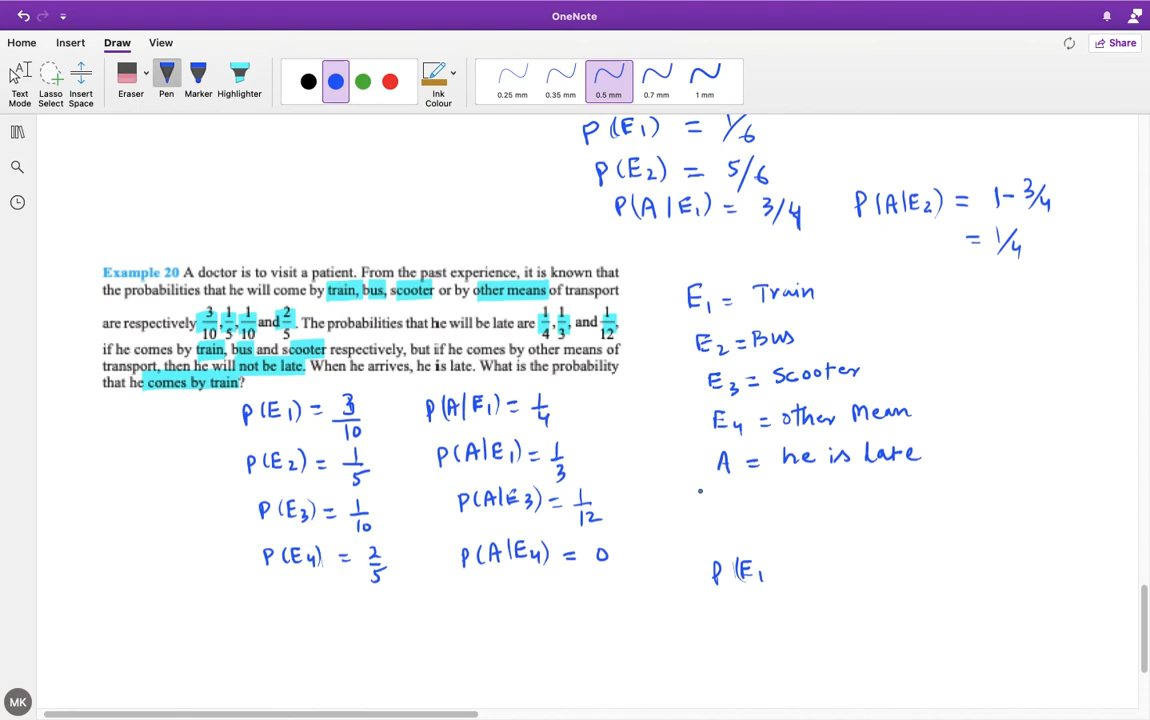 OneNote
Home Insert Draw View
Share
Text Mode
Lasso Select
Insert Space
Eraser
Pen
Marker
Highlighter
Ink Colour
0.25 mm
0.35 mm
0.5 mm
0.7 mm
1 mm
P(E1) = 1/6
P(E2) = 5/6
P(A|E1) = 3/4
P(A|E2) = 1 - 3/4
= 1/4
Example 20 A doctor is to visit a patient. From the past experience, it is known that
the probabilities that he will come by train, bus, scooter or by other means of transport
are respectively 3/10, 1/5, 1/10 and 2/5. The probabilities that he will be late are 1/4, 1/3, and 1/12,
if he comes by train, bus and scooter respectively, but if he comes by other means of
transport, then he will not be late. When he arrives, he is late. What is the probability
that he comes by train?
E1 = Train
E2 = Bus
E3 = Scooter
E4 = other Mean
A = he is Late
P(E1) = 3/10
P(A|E1) = 1/4
P(E2) = 1/5
P(A|E1) = 1/3
P(E3) = 1/10
P(A|E3) = 1/12
P(E4) = 2/5
P(A|E4) = 0
P(E1
MK